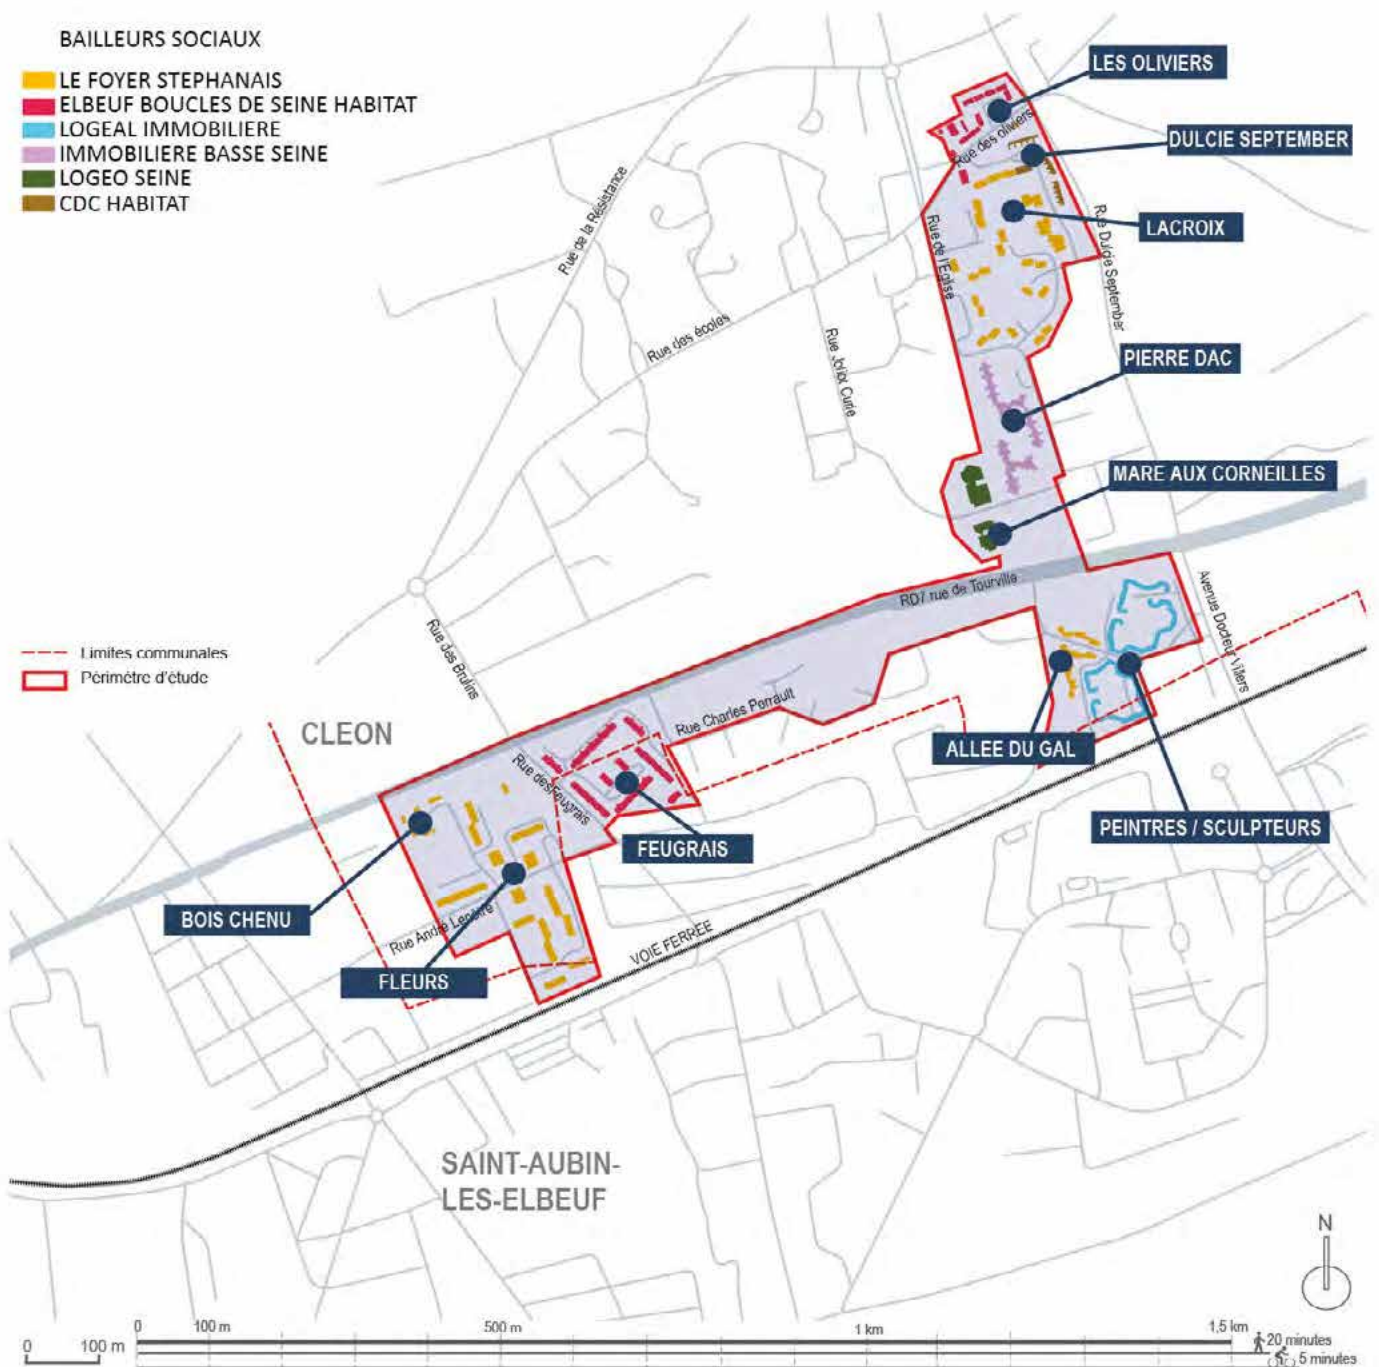 BAILLEURS SOCIAUX
LE FOYER STEPHANAIS
ELBEUF BOUCLES DE SEINE HABITAT
LOGEAL IMMOBILIERE
IMMOBILIERE BASSE SEINE
LOGEO SEINE
CDC HABITAT
LES OLIVIERS
DULCIE SEPTEMBER
Rue des oliviers
LACROIX
Rue de la Résistance
Rue de l'Eglise
Rue Dulcie September
Rue des écoles
Rue Joliot Curie
PIERRE DAC
MARE AUX CORNEILLES
RD7 rue de Tourville
Avenue Docteur Villers
Limites communales
Périmètre d'étude
Rue des Brulins
CLEON
Rue Charles Perrault
ALLEE DU GAL
Rue des Feugrais
PEINTRES / SCULPTEURS
FEUGRAIS
BOIS CHENU
Rue André Lenôtre
VOIE FERREE
FLEURS
SAINT-AUBIN-
LES-ELBEUF
N
0 100 m
0 100 m 500 m 1 km 1,5 km
20 minutes
5 minutes